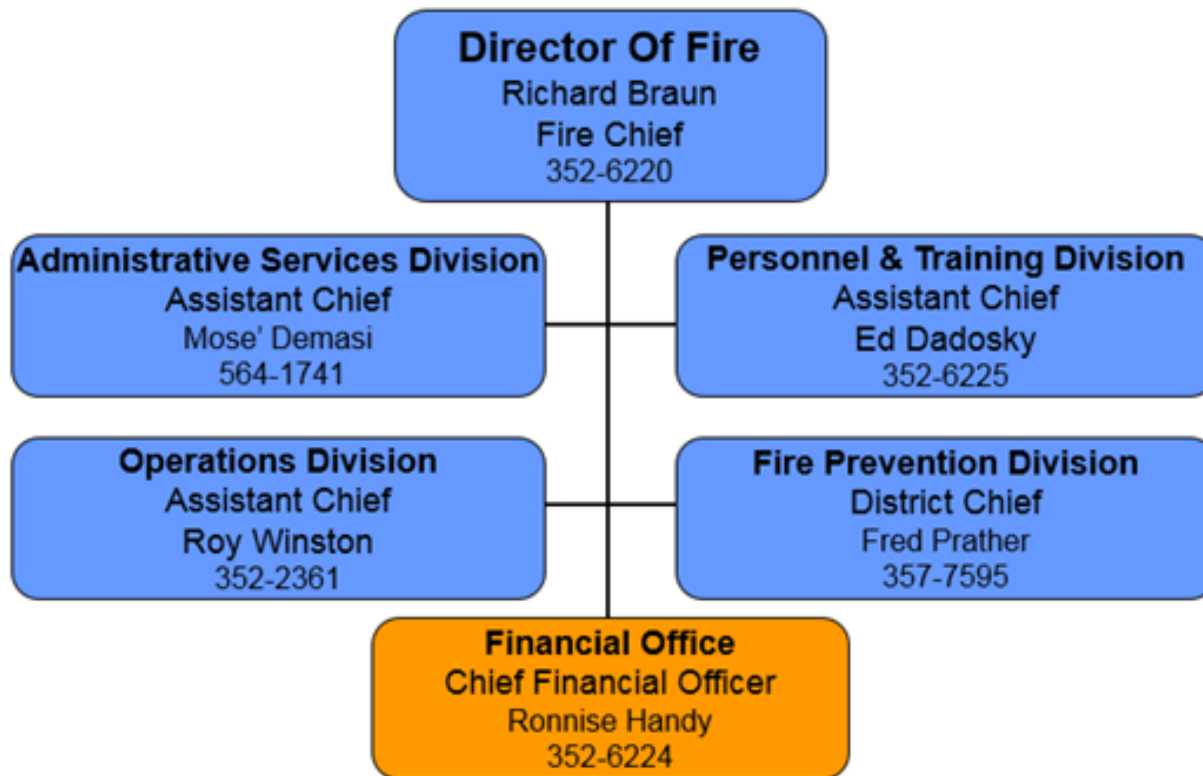 Director Of Fire
Richard Braun
Fire Chief
352-6220
Administrative Services Division
Assistant Chief
Mose' Demasi
564-1741
Personnel & Training Division
Assistant Chief
Ed Dadosky
352-6225
Operations Division
Assistant Chief
Roy Winston
352-2361
Fire Prevention Division
District Chief
Fred Prather
357-7595
Financial Office
Chief Financial Officer
Ronnise Handy
352-6224